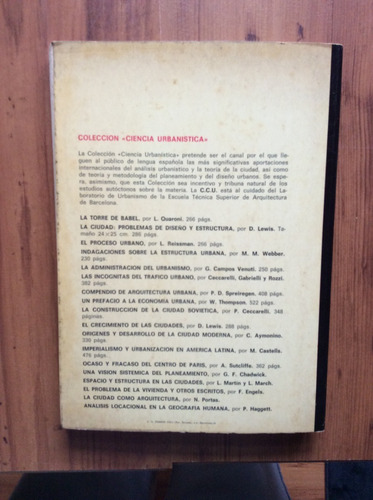 COLECCION «CIENCIA URBANISTICA»
La Colección «Ciencia Urbanística» pretende ser el canal por el que lle-
guen al público de lengua española las más significativas aportaciones
internacionales del análisis urbanístico y la teoría de la ciudad, así como
de teoría y metodología del planeamiento y del diseño urbanos. Se espe-
ra, asimismo, que esta Colección sea incentivo y tribuna natural de los
estudios autóctonos sobre la materia. La C.C.U. está al cuidado del La-
boratorio de Urbanismo de la Escuela Técnica Superior de Arquitectura
de Barcelona.
LA TORRE DE BABEL, por L. Quaroni. 266 págs.
LA CIUDAD: PROBLEMAS DE DISEÑO Y ESTRUCTURA, por D. Lewis. Ta-
maño 24 × 25 cm. 286 págs.
EL PROCESO URBANO, por L. Reissman. 266 págs.
INDAGACIONES SOBRE LA ESTRUCTURA URBANA, por M. M. Webber.
230 págs.
LA ADMINISTRACION DEL URBANISMO, por G. Campos Venuti. 250 págs.
LAS INCOGNITAS DEL TRAFICO URBANO, por Ceccarelli, Gabrielli y Rozzi.
382 págs.
COMPENDIO DE ARQUITECTURA URBANA, por P. D. Spreiregen. 408 págs.
UN PREFACIO A LA ECONOMIA URBANA, por W. Thompson. 522 págs.
LA CONSTRUCCION DE LA CIUDAD SOVIETICA, por P. Ceccarelli. 348
páginas.
EL CRECIMIENTO DE LAS CIUDADES, por D. Lewis. 288 págs.
ORIGENES Y DESARROLLO DE LA CIUDAD MODERNA, por C. Aymonino.
330 págs.
IMPERIALISMO Y URBANIZACION EN AMERICA LATINA, por M. Castells.
476 págs.
OCASO Y FRACASO DEL CENTRO DE PARIS, por A. Sutcliffe. 362 págs.
UNA VISION SISTEMICA DEL PLANEAMIENTO, por G. F. Chadwick.
ESPACIO Y ESTRUCTURA EN LAS CIUDADES, por L. Martin y L. March.
EL PROBLEMA DE LA VIVIENDA Y OTROS ESCRITOS, por F. Engels.
LA CIUDAD COMO ARQUITECTURA, por N. Portas.
ANALISIS LOCACIONAL EN LA GEOGRAFIA HUMANA, por P. Haggett.